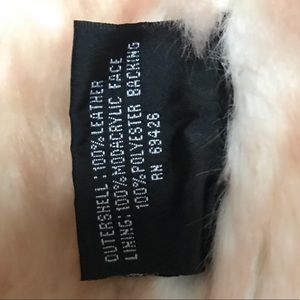 OUTERSHELL :100%LEATHER
LINING:100%MODACRYLIC FACE
100%POLYESTER BACKING
RN 69426